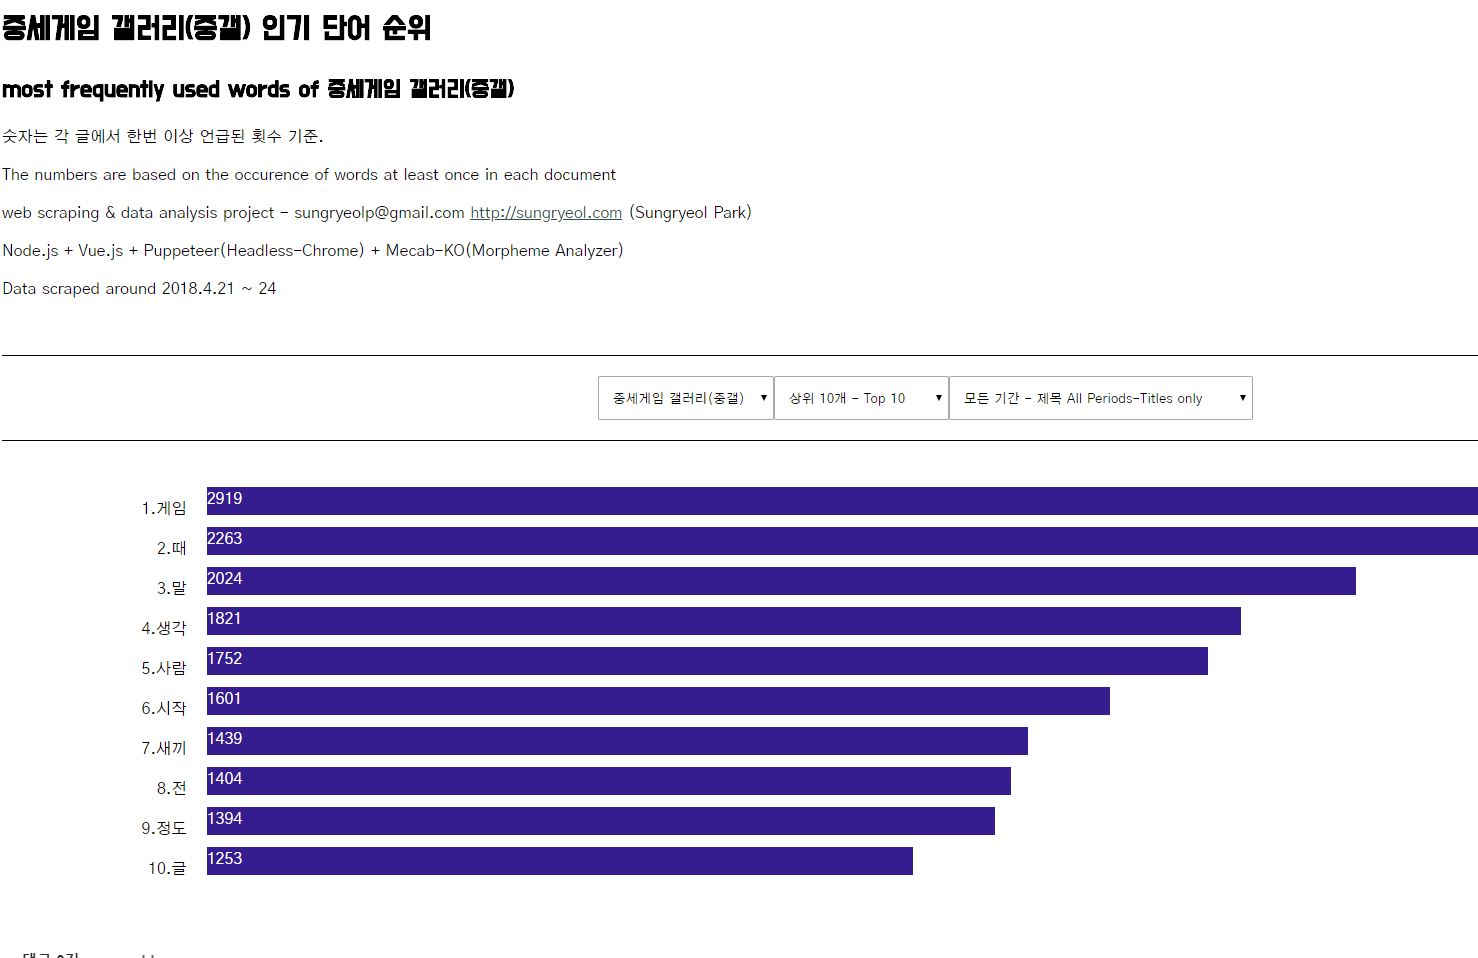 중세게임 갤러리(중갤) 인기 단어 순위
most frequently used words of 중세게임 갤러리(중갤)
숫자는 각 글에서 한번 이상 언급된 횟수 기준.
The numbers are based on the occurence of words at least once in each document
web scraping & data analysis project - sungryeolp@gmail.com http://sungryeol.com (Sungryeol Park)
Node.js + Vue.js + Puppeteer(Headless-Chrome) + Mecab-KO(Morpheme Analyzer)
Data scraped around 2018.4.21 ~ 24
중세게임 갤러리(중갤) 상위 10개 - Top 10 모든 기간 - 제목 All Periods-Titles only
1.게임 2919
2.때 2263
3.말 2024
4.생각 1821
5.사람 1752
6.시작 1601
7.새끼 1439
8.전 1404
9.정도 1394
10.글 1253